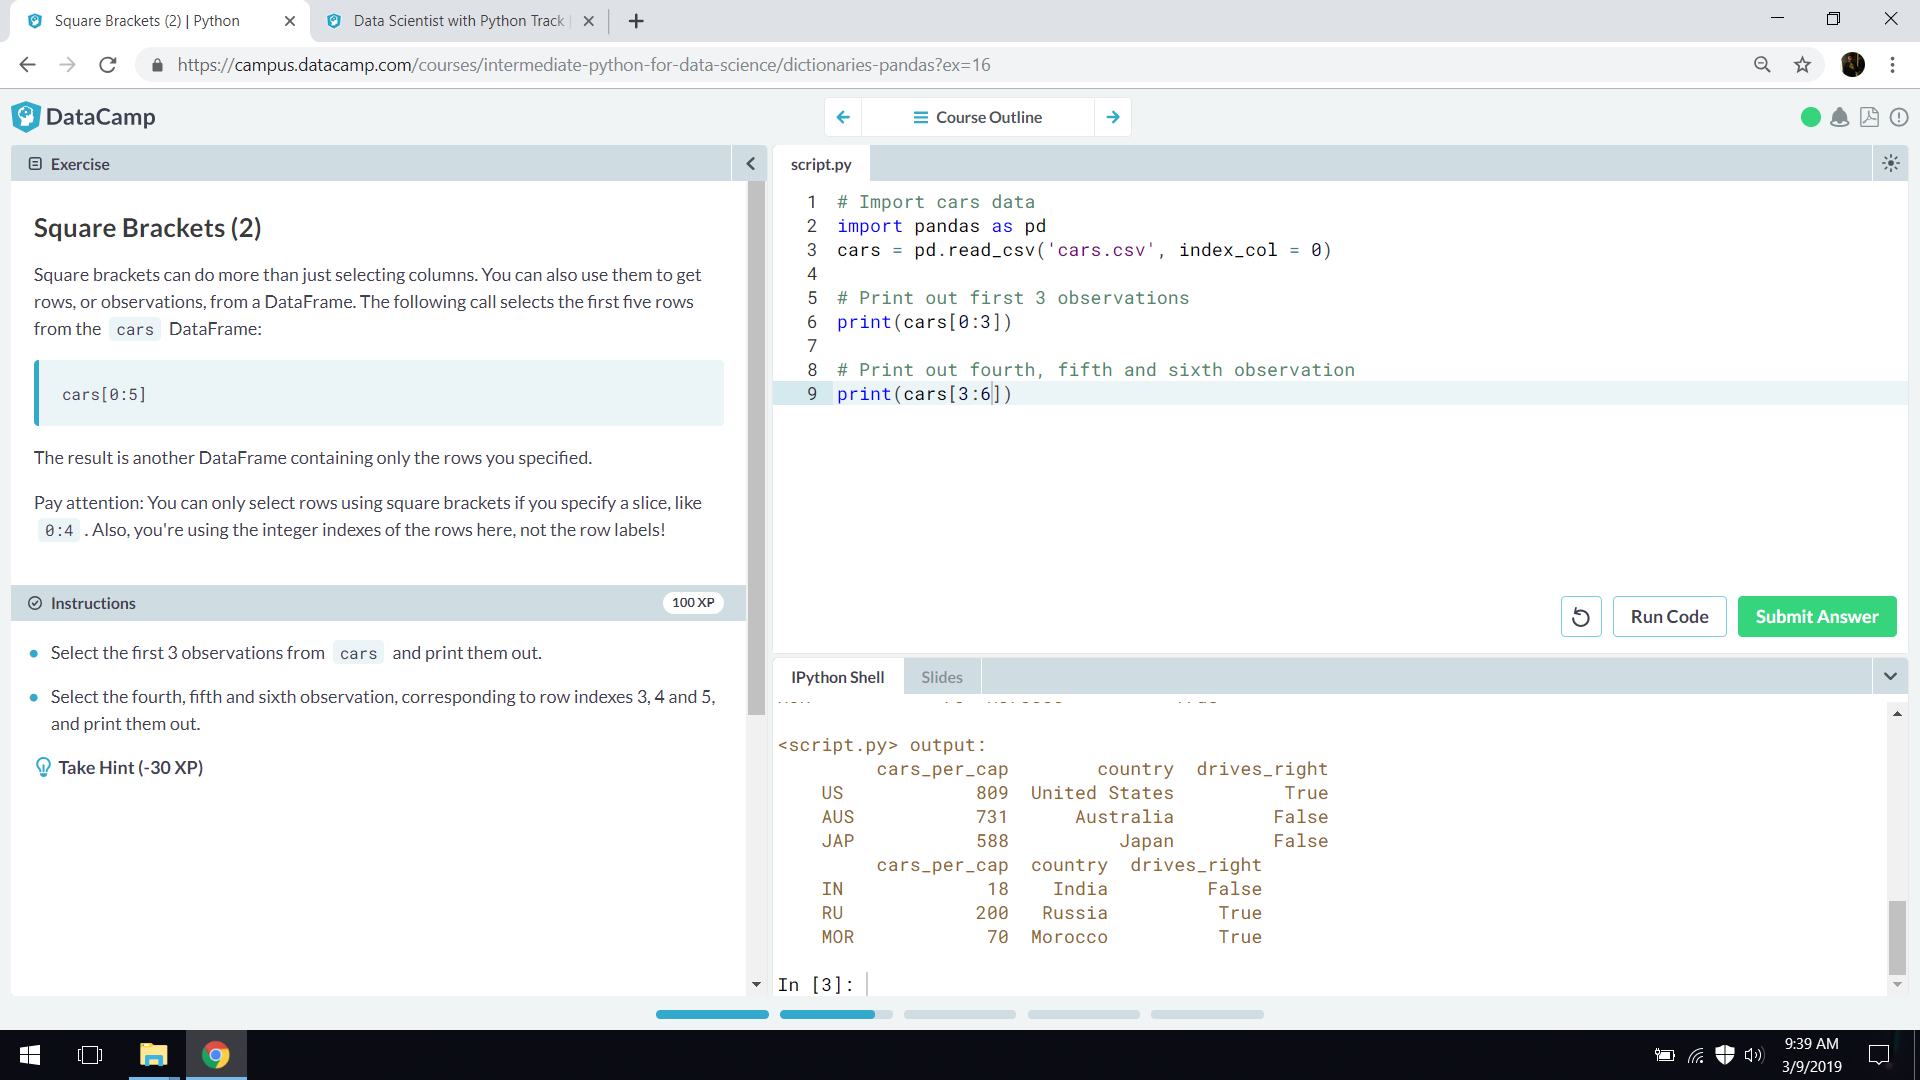 Square Brackets (2) | Python
Data Scientist with Python Track
https://campus.datacamp.com/courses/intermediate-python-for-data-science/dictionaries-pandas?ex=16
DataCamp
Course Outline
Exercise
Square Brackets (2)
Square brackets can do more than just selecting columns. You can also use them to get
rows, or observations, from a DataFrame. The following call selects the first five rows
from the cars DataFrame:
cars[0:5]
The result is another DataFrame containing only the rows you specified.
Pay attention: You can only select rows using square brackets if you specify a slice, like
0:4 . Also, you're using the integer indexes of the rows here, not the row labels!
Instructions
100 XP
Select the first 3 observations from cars and print them out.
Select the fourth, fifth and sixth observation, corresponding to row indexes 3, 4 and 5,
and print them out.
Take Hint (-30 XP)
script.py
1 # Import cars data
2 import pandas as pd
3 cars = pd.read_csv('cars.csv', index_col = 0)
4
5 # Print out first 3 observations
6 print(cars[0:3])
7
8 # Print out fourth, fifth and sixth observation
9 print(cars[3:6])
Run Code
Submit Answer
IPython Shell
Slides
<script.py> output:
cars_per_cap country drives_right
US 809 United States True
AUS 731 Australia False
JAP 588 Japan False
cars_per_cap country drives_right
IN 18 India False
RU 200 Russia True
MOR 70 Morocco True
In [3]:
9:39 AM
3/9/2019